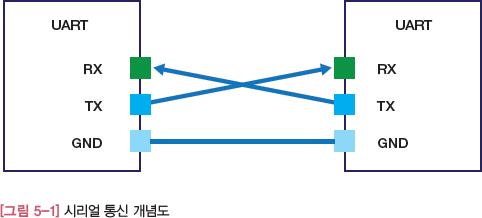 UART UART
RX RX
TX TX
GND GND
[그림 5-1] 시리얼 통신 개념도